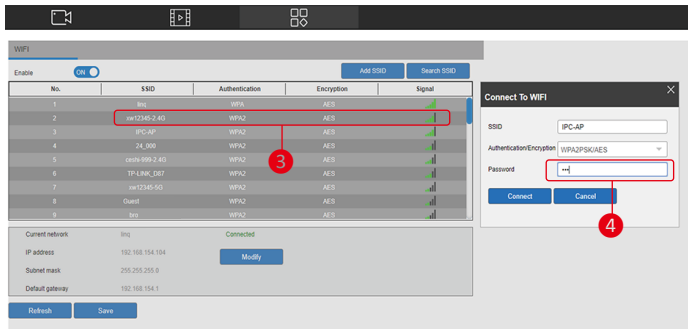 WIFI
Enable ON Add SSID Search SSID
No. SSID Authentication Encryption Signal
1 linq WPA AES
2 sw12345-2.4G WPA2 AES
3 IPC-AP WPA2 AES
4 24_000 WPA2 AES
5 ceshi-999-2.4G WPA2 AES
6 TP-LINK_D87 WPA2 AES
7 sw12345-5G WPA2 AES
8 Guest WPA2 AES
9 bro WPA2 AES
3
Current network linq Connected
IP address 192.168.154.104
Modify
Subnet mask 255.255.255.0
Default gateway 192.168.154.1
Refresh Save
Connect To WIFI
SSID IPC-AP
Authentication/Encryption WPA2PSK/AES
Password •••
Connect Cancel
4